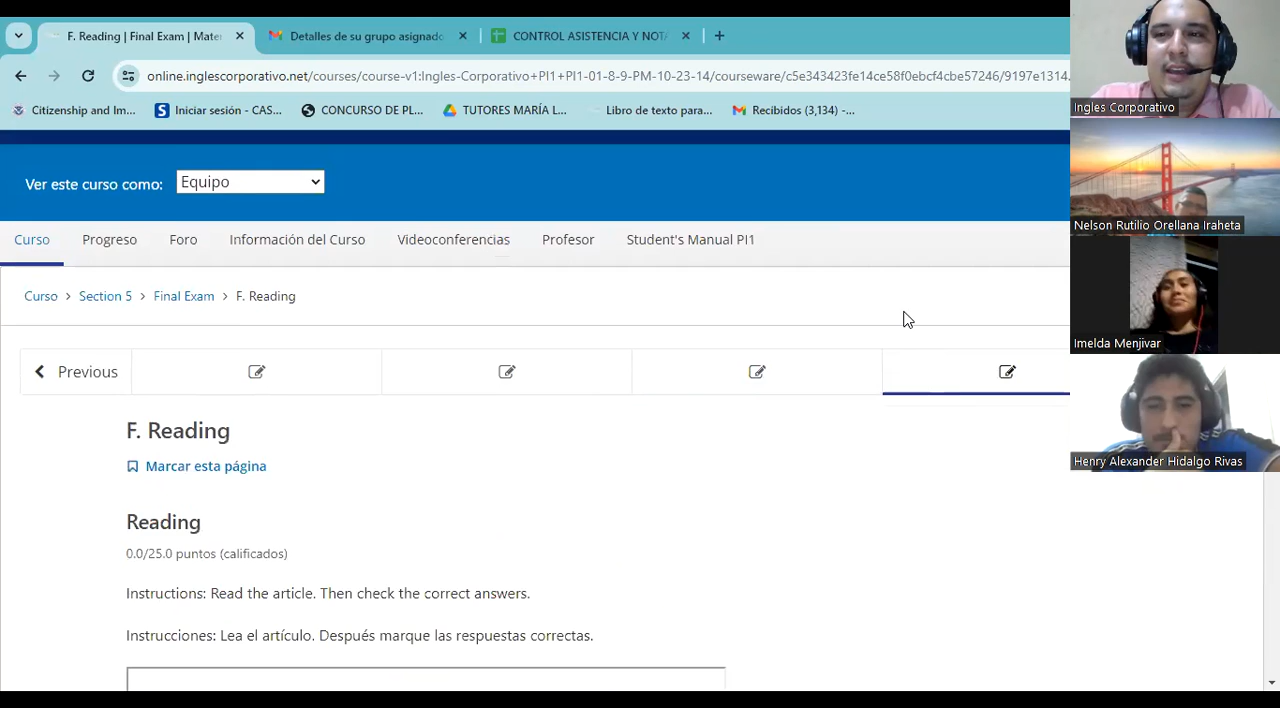 F. Reading | Final Exam | Mater
Detalles de su grupo asignado
CONTROL ASISTENCIA Y NOTA
online.inglescorporativo.net/courses/course-v1:Ingles-Corporativo+PI1+PI1-01-8-9-PM-10-23-14/courseware/c5e343423fe14ce58f0ebcf4cbe57246/9197e1314
Citizenship and Im...
Iniciar sesión - CAS...
CONCURSO DE PL...
TUTORES MARÍA L...
Libro de texto para...
Recibidos (3,134) -...
Ver este curso como:
Equipo
Curso
Progreso
Foro
Información del Curso
Videoconferencias
Profesor
Student's Manual PI1
Curso > Section 5 > Final Exam > F. Reading
Previous
F. Reading
Marcar esta página
Reading
0.0/25.0 puntos (calificados)
Instructions: Read the article. Then check the correct answers.
Instrucciones: Lea el artículo. Después marque las respuestas correctas.
Ingles Corporativo
Nelson Rutilio Orellana Iraheta
Imelda Menjivar
Henry Alexander Hidalgo Rivas